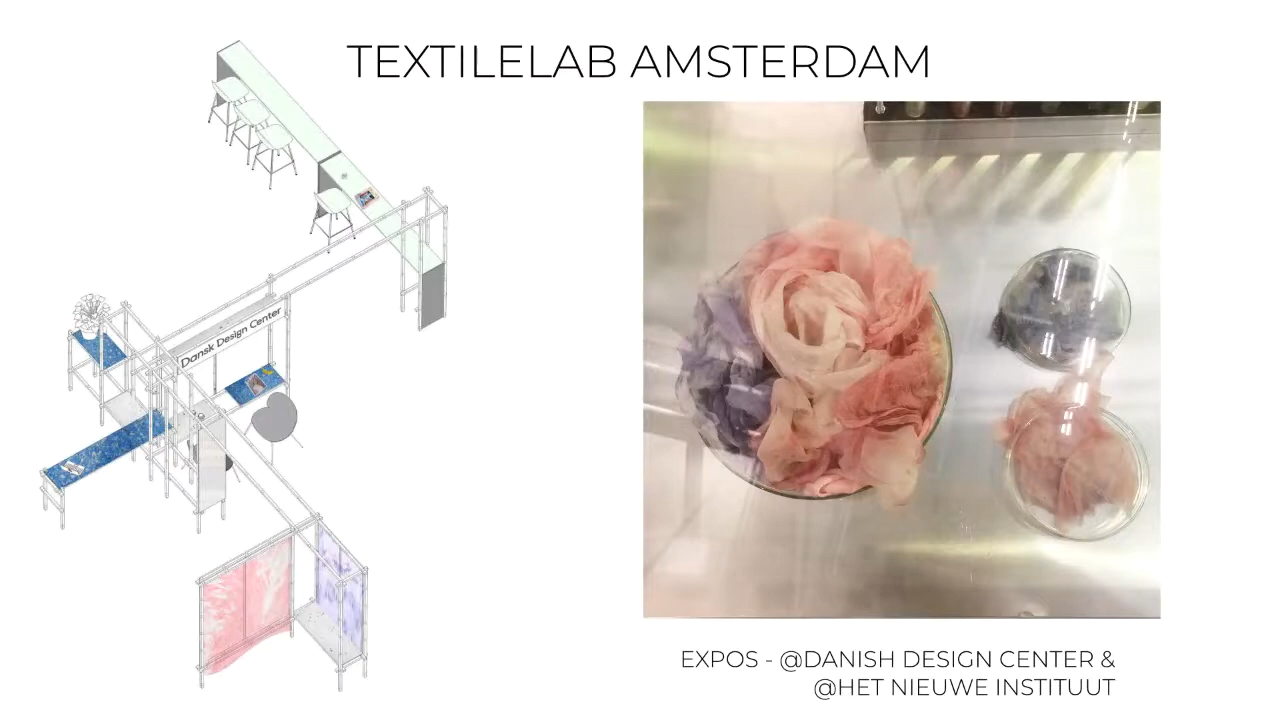 TEXTILELAB AMSTERDAM
Dansk Design Center
EXPOS - @DANISH DESIGN CENTER &
@HET NIEUWE INSTITUUT